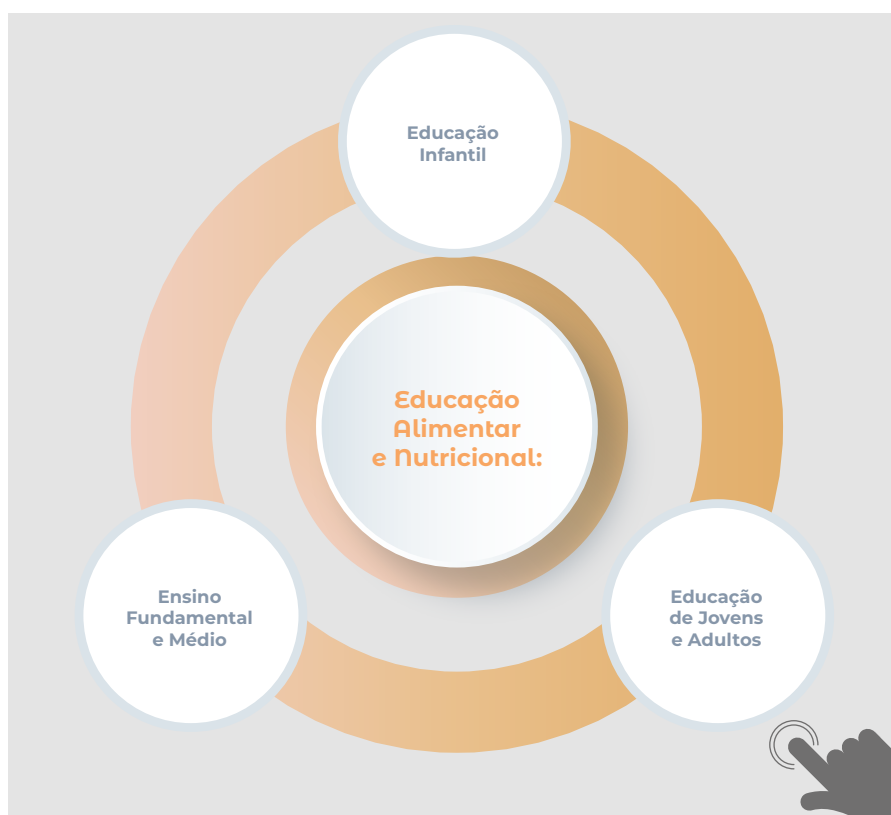 Educação
Infantil
Educação
Alimentar
e Nutricional:
Ensino
Fundamental
e Médio
Educação
de Jovens
e Adultos